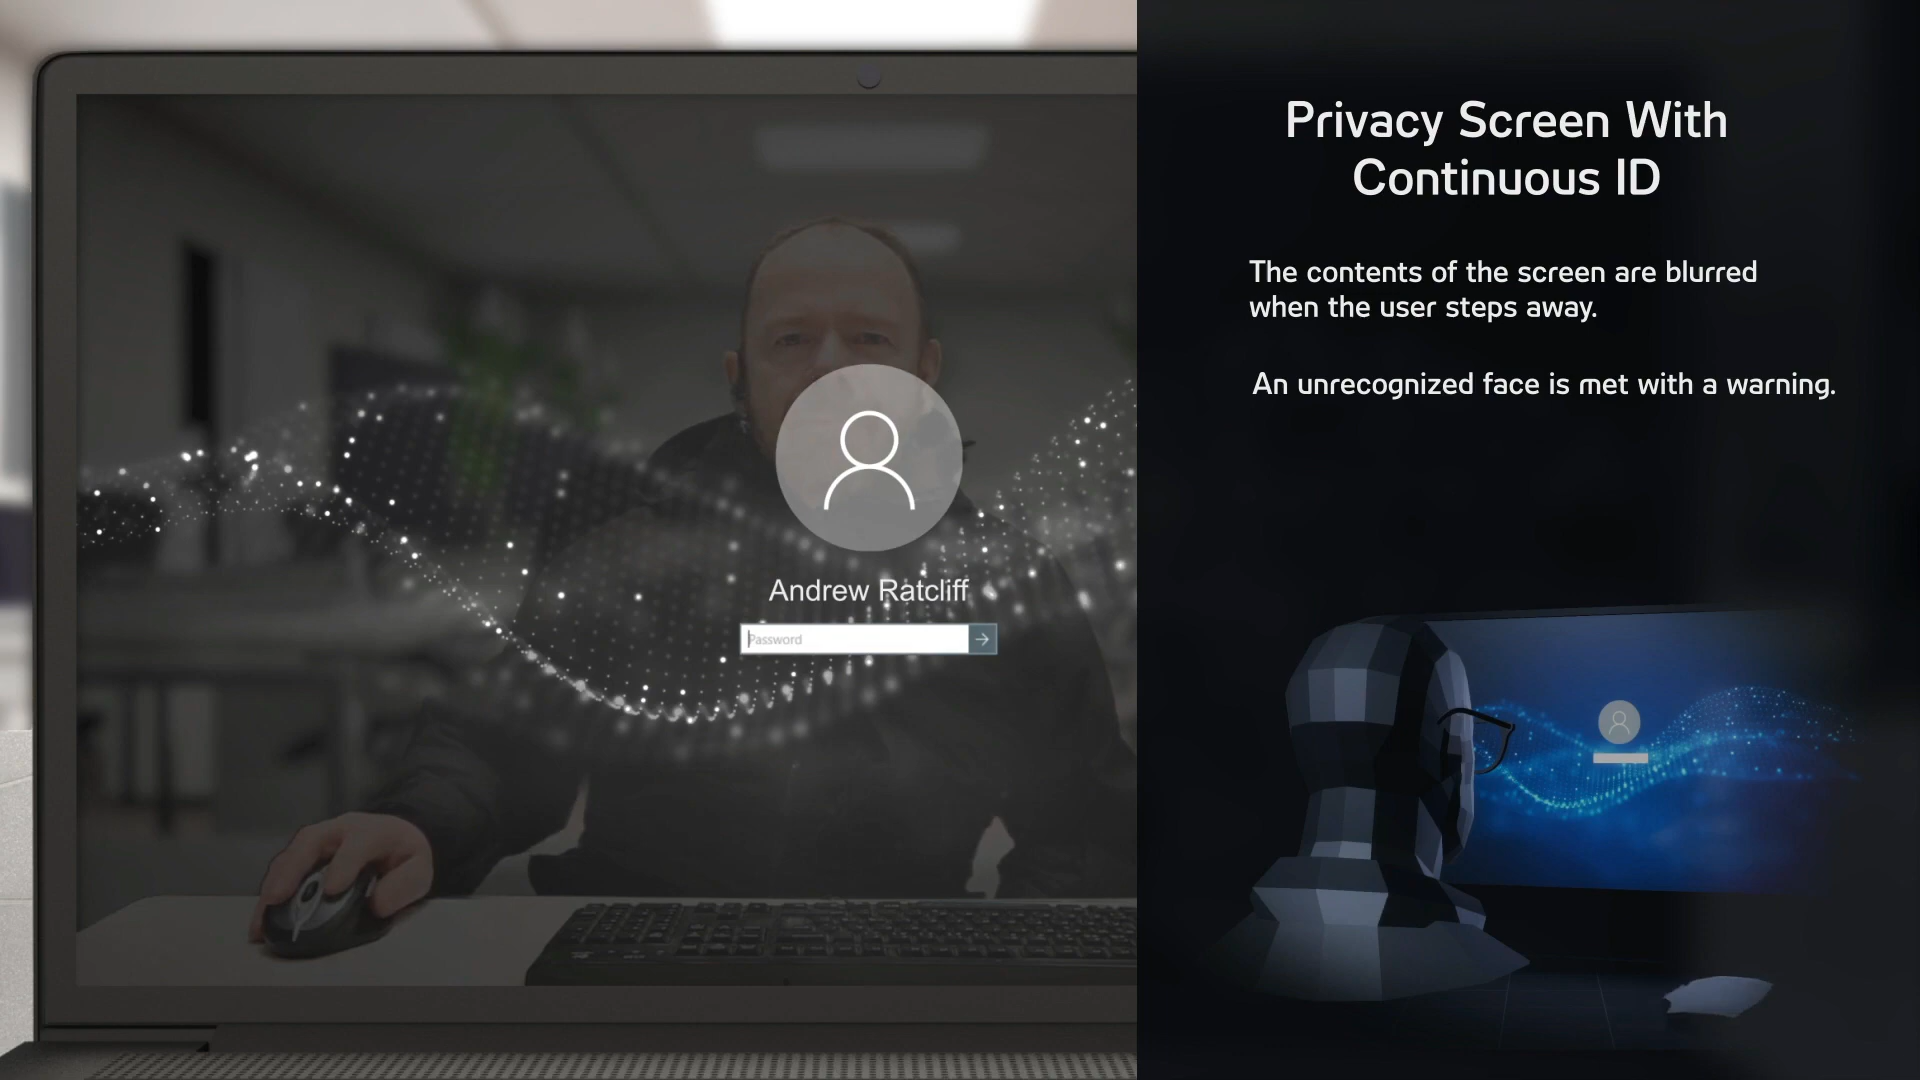 Andrew Ratcliff
Password
Privacy Screen With
Continuous ID
The contents of the screen are blurred
when the user steps away.
An unrecognized face is met with a warning.